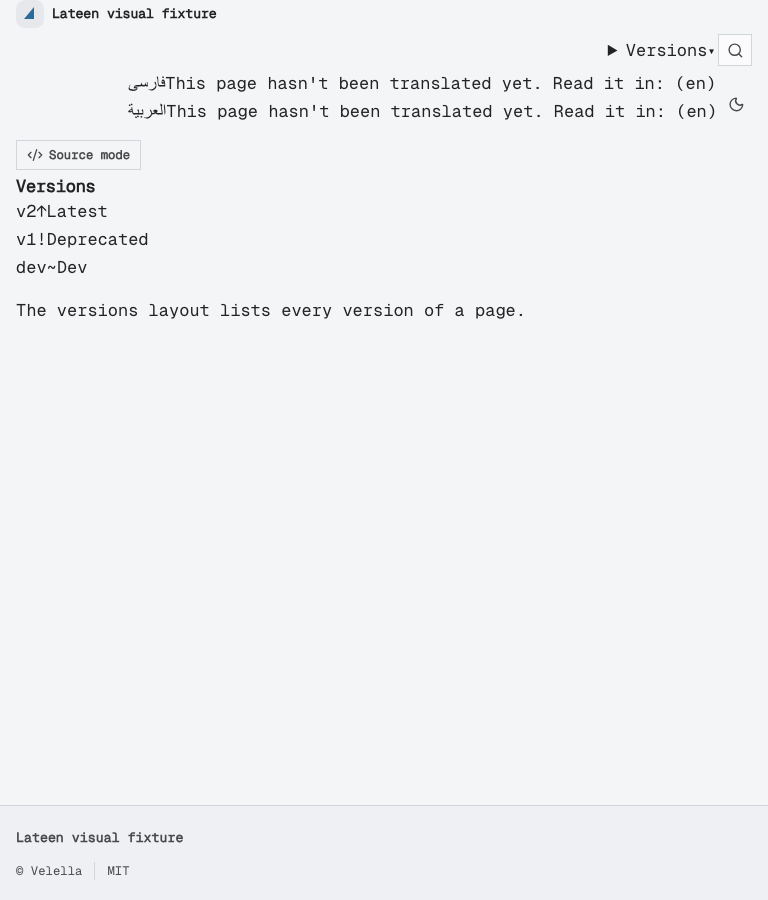 Lateen visual fixture
Versions
فارسیThis page hasn't been translated yet. Read it in: (en)
العربيةThis page hasn't been translated yet. Read it in: (en)
Source mode
Versions
v2↑Latest
v1!Deprecated
dev~Dev
The versions layout lists every version of a page.
Lateen visual fixture
© Velella
MIT